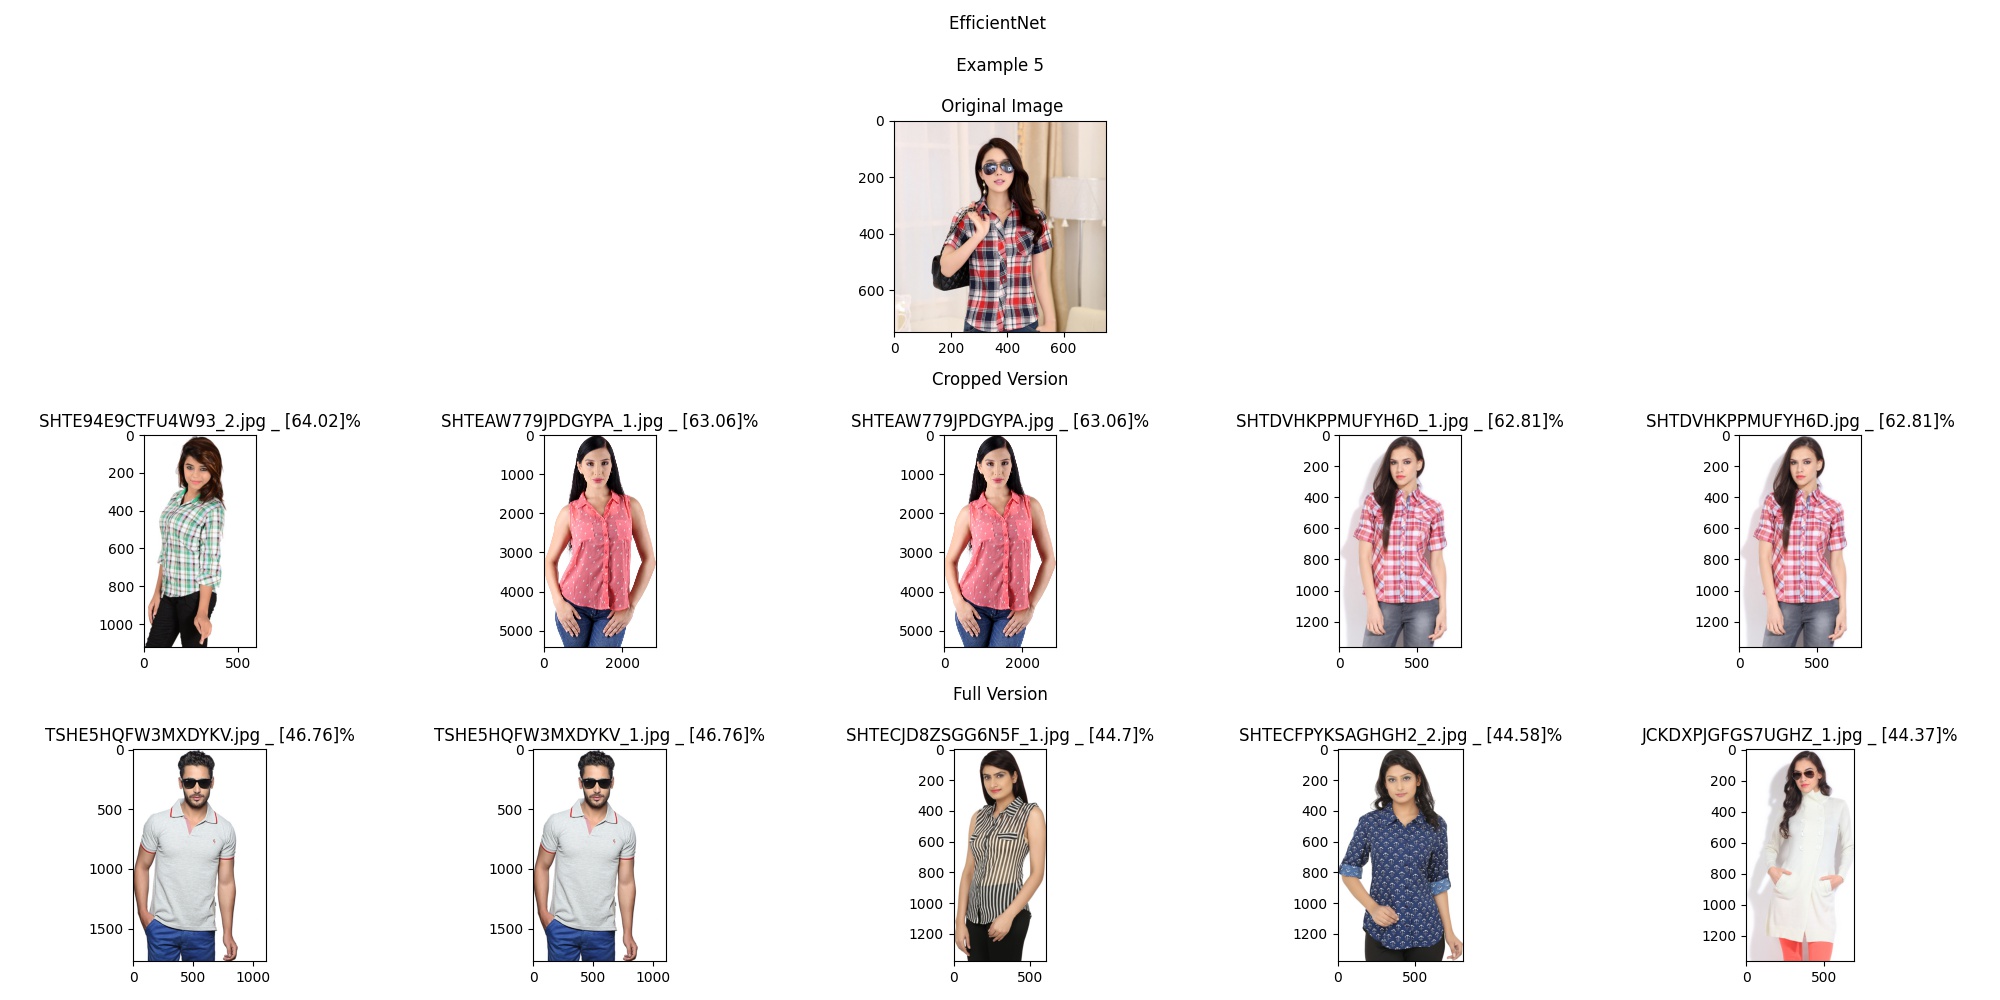 EfficientNet
Example 5
Original Image
0
200
400
600
0 200 400 600
Cropped Version
SHTE94E9CTFU4W93_2.jpg _ [64.02]% SHTEAW779JPDGYPA_1.jpg _ [63.06]% SHTEAW779JPDGYPA.jpg _ [63.06]% SHTDVHKPPMUFYH6D_1.jpg _ [62.81]% SHTDVHKPPMUFYH6D.jpg _ [62.81]%
0 0 0 0 0
200 1000 1000 200 200
400 2000 2000 400 400
600 3000 3000 600 600
800 4000 4000 800 800
1000 5000 5000 1000 1000
1200 1200
0 500 0 2000 0 2000 0 500 0 500
Full Version
TSHE5HQFW3MXDYKV.jpg _ [46.76]% TSHE5HQFW3MXDYKV_1.jpg _ [46.76]% SHTECJD8ZSGG6N5F_1.jpg _ [44.7]% SHTECFPYKSAGHGH2_2.jpg _ [44.58]% JCKDXPJGFGS7UGHZ_1.jpg _ [44.37]%
0 0 0 0 0
500 500 200 200 200
1000 1000 400 400 400
1500 1500 600 600 600
800 800 800
1000 1000 1000
1200 1200 1200
0 500 1000 0 500 1000 0 500 0 500 0 500